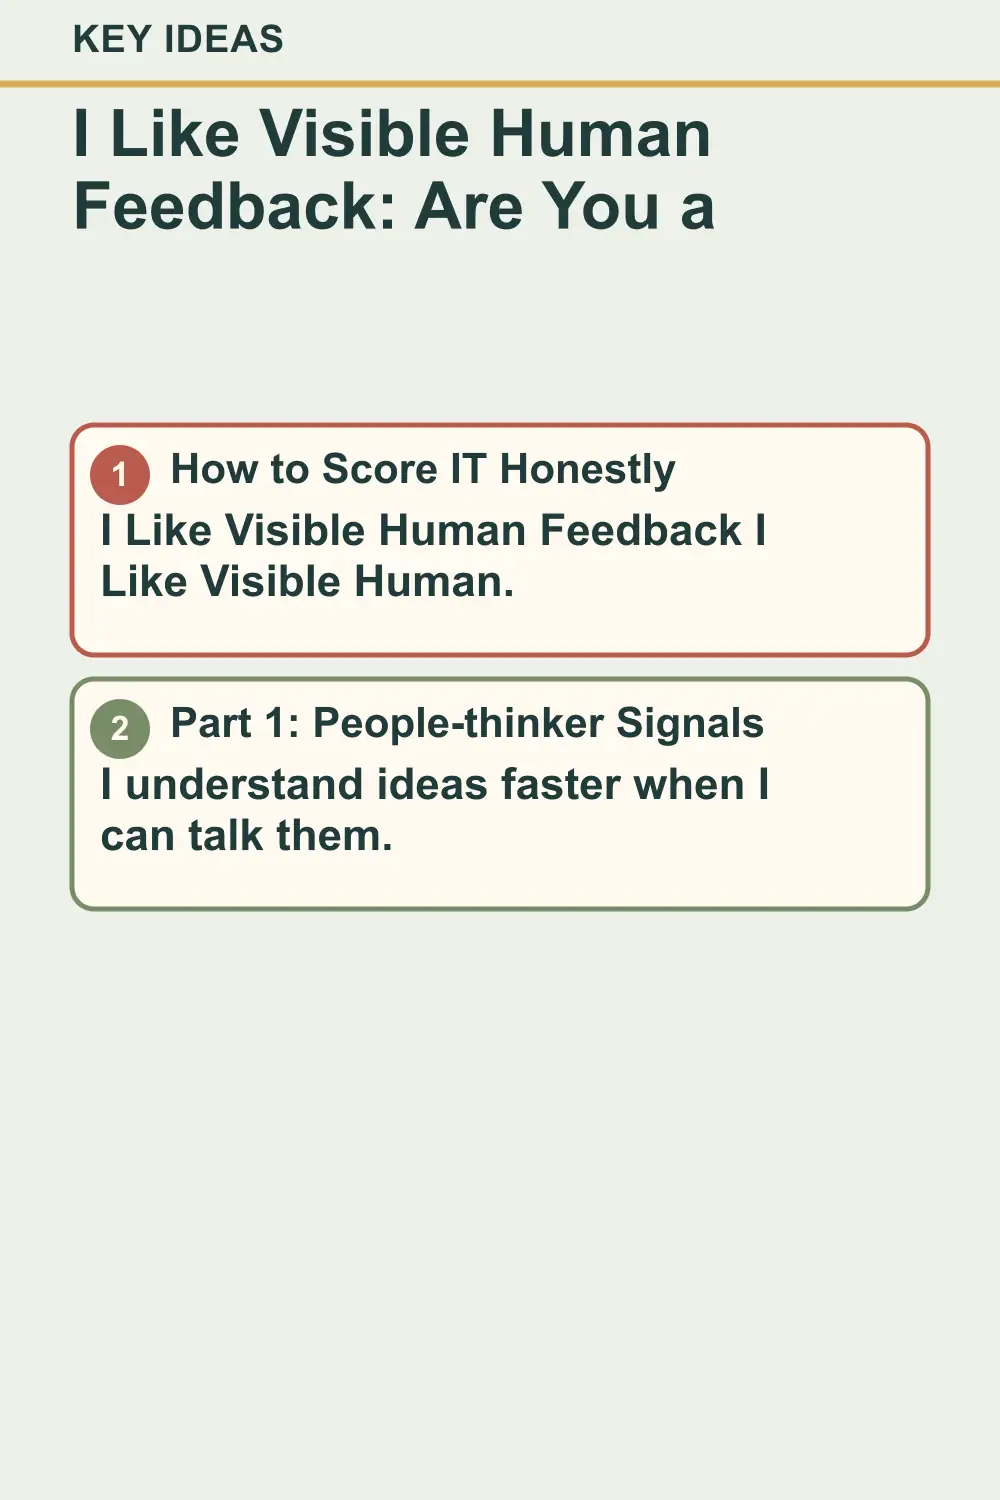 KEY IDEAS
I Like Visible Human
Feedback: Are You a
1 How to Score IT Honestly
I Like Visible Human Feedback I
Like Visible Human.
2 Part 1: People-thinker Signals
I understand ideas faster when I
can talk them.